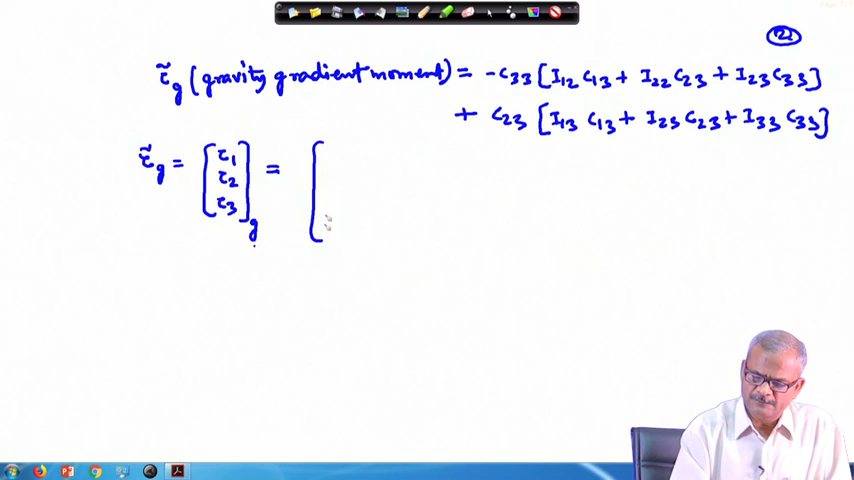 22
τ̃g (gravity gradient moment) = -C33 [I12 C13 + I22 C23 + I23 C33]
+ C23 [I13 C13 + I23 C23 + I33 C33]
τ̃g = [τ1 τ2 τ3]g = [